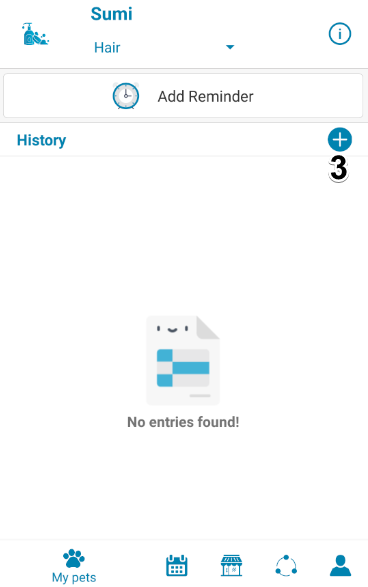 Sumi
Hair
i
Add Reminder
History
3
No entries found!
My pets